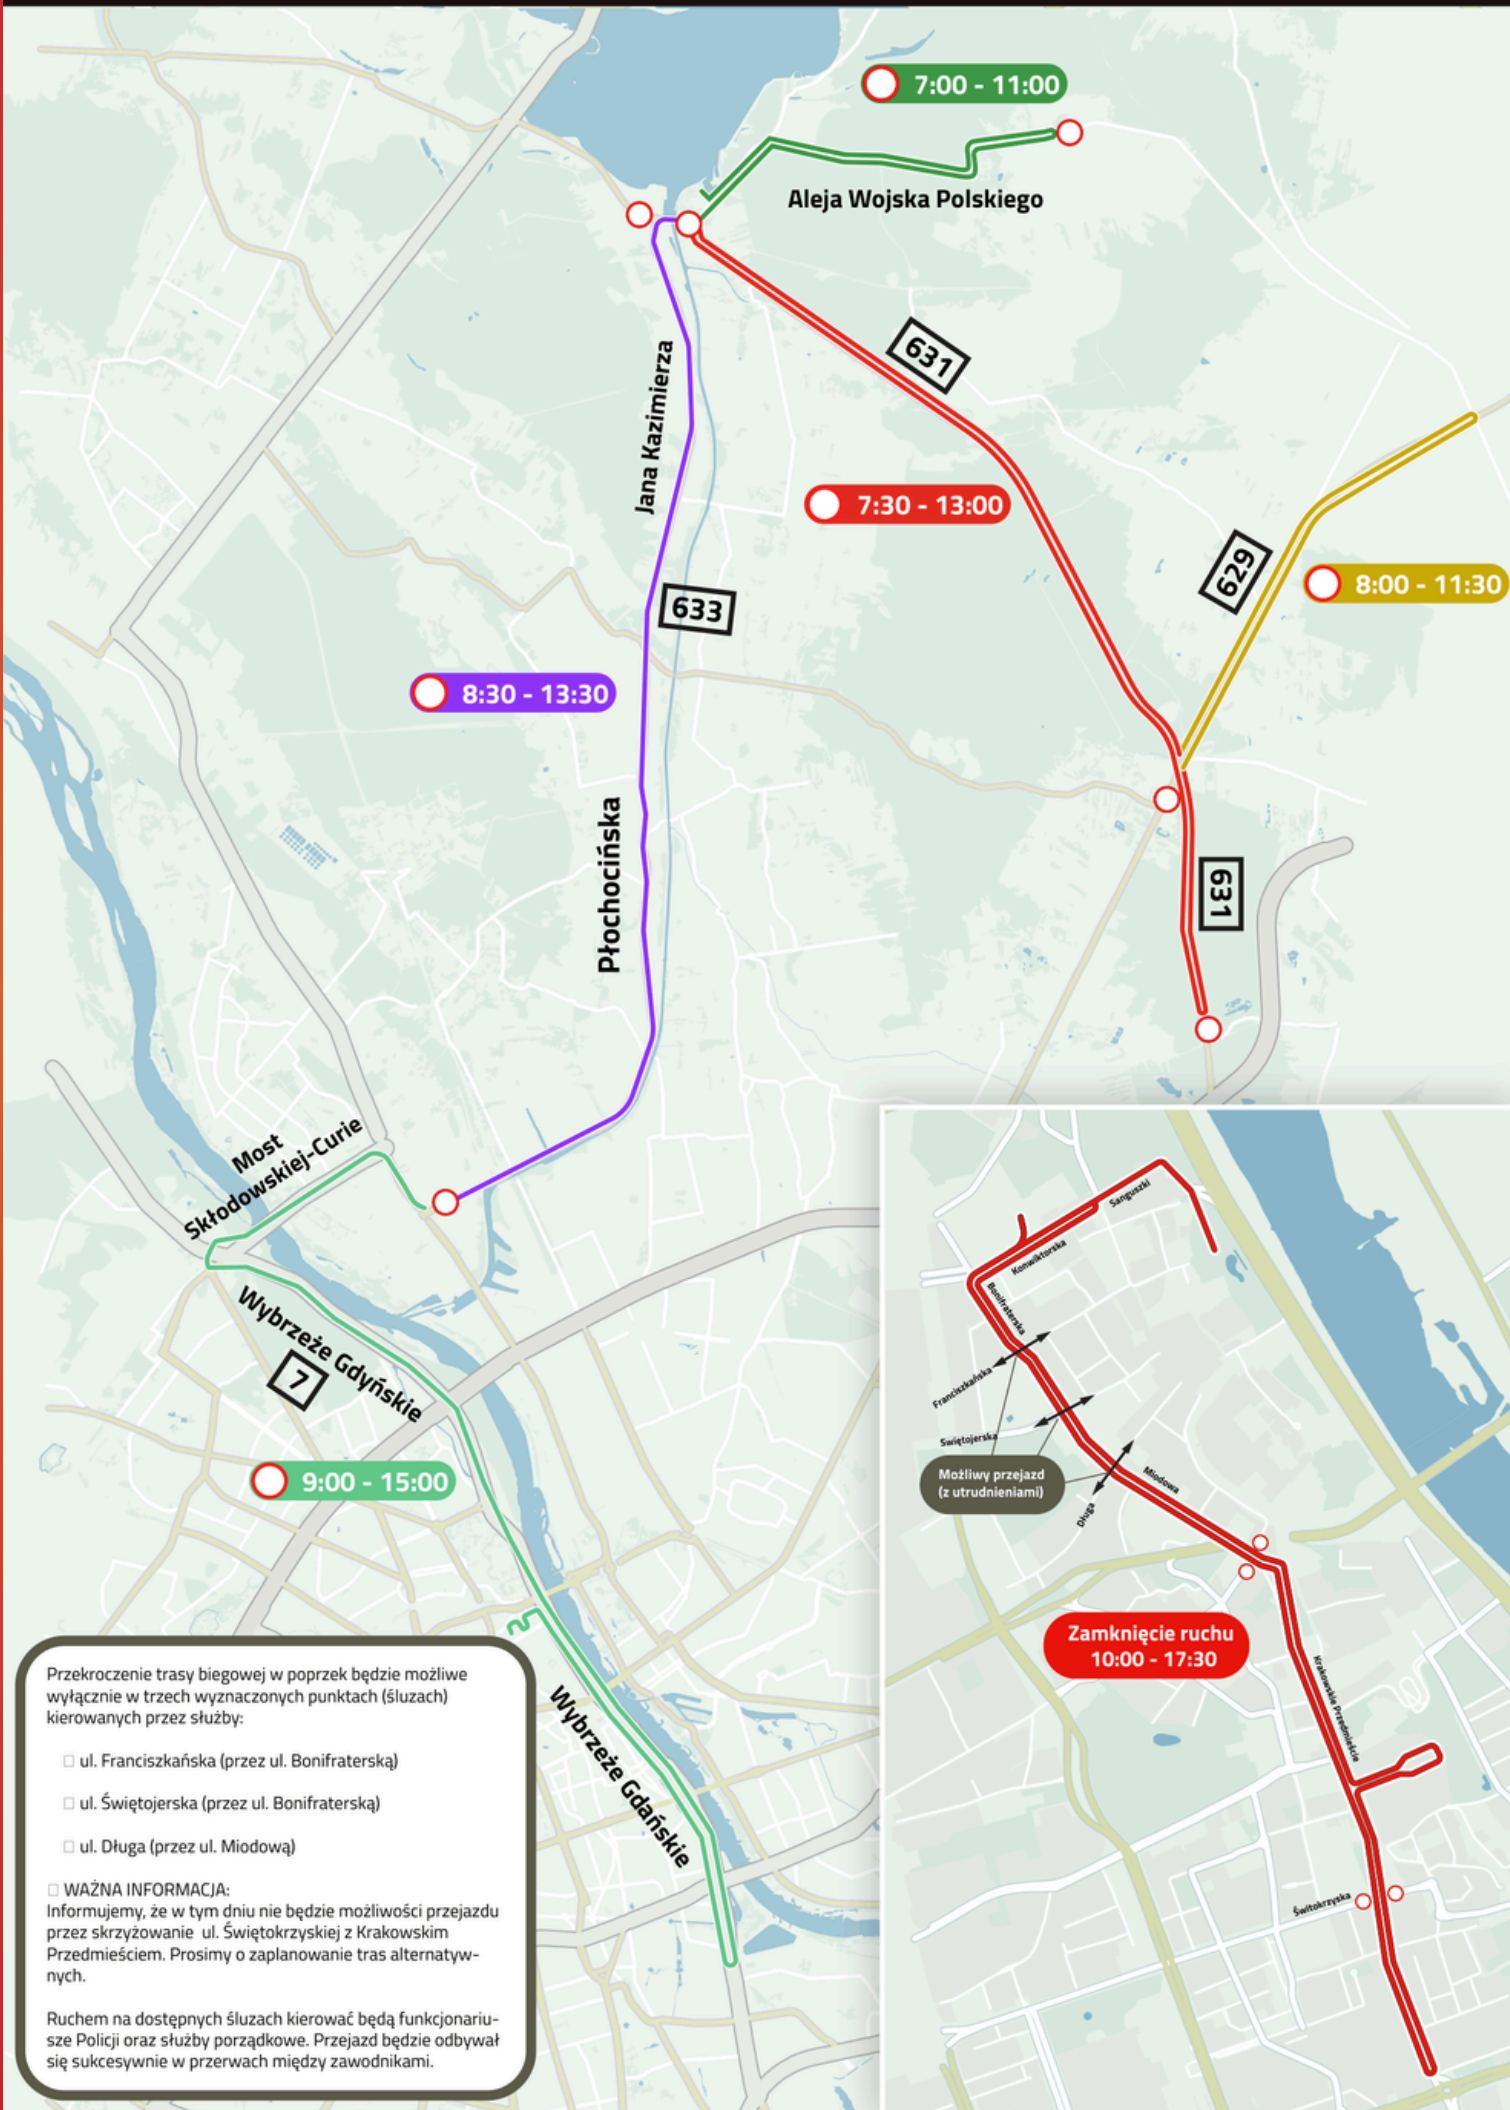 7:00 - 11:00
Aleja Wojska Polskiego
631
Jana Kazimierza
7:30 - 13:00
629
8:00 - 11:30
633
8:30 - 13:30
Płochocińska
631
Most
Skłodowskiej-Curie
Wybrzeże Gdyńskie
7
9:00 - 15:00
Wybrzeże Gdańskie
Przekroczenie trasy biegowej w poprzek będzie możliwe
wyłącznie w trzech wyznaczonych punktach (śluzach)
kierowanych przez służby:
□ ul. Franciszkańska (przez ul. Bonifraterską)
□ ul. Świętojerska (przez ul. Bonifraterską)
□ ul. Długa (przez ul. Miodową)
□ WAŻNA INFORMACJA:
Informujemy, że w tym dniu nie będzie możliwości przejazdu
przez skrzyżowanie ul. Świętokrzyskiej z Krakowskim
Przedmieściem. Prosimy o zaplanowanie tras alternatyw-
nych.
Ruchem na dostępnych śluzach kierować będą funkcjonariu-
sze Policji oraz służby porządkowe. Przejazd będzie odbywał
się sukcesywnie w przerwach między zawodnikami.
Sanguszki
Konwiktorska
Bonifraterska
Franciszkańska
Swiętojerska
Możliwy przejazd
(z utrudnieniami)
Miodowa
Długa
Zamknięcie ruchu
10:00 - 17:30
Krakowskie Przedmieście
Świtokrzyska